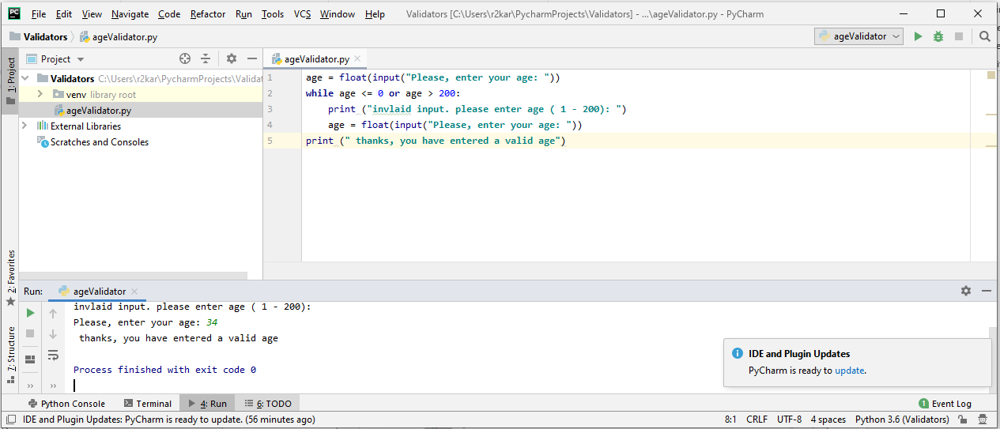 PC File Edit View Navigate Code Refactor Run Tools VCS Window Help Validators [C:\Users\r2kar\PycharmProjects\Validators] - ...\ageValidator.py - PyCharm
Validators ageValidator.py ageValidator
1: Project
Project
Validators C:\Users\r2kar\PycharmProjects\Validat
venv library root
ageValidator.py
External Libraries
Scratches and Consoles
ageValidator.py
1 age = float(input("Please, enter your age: "))
2 while age <= 0 or age > 200:
3 print ("invlaid input. please enter age ( 1 - 200): ")
4 age = float(input("Please, enter your age: "))
5 print (" thanks, you have entered a valid age")
2: Favorites
7: Structure
Run: ageValidator
invlaid input. please enter age ( 1 - 200):
Please, enter your age: 34
thanks, you have entered a valid age
Process finished with exit code 0
IDE and Plugin Updates
PyCharm is ready to update.
Python Console Terminal 4: Run 6: TODO 1 Event Log
IDE and Plugin Updates: PyCharm is ready to update. (56 minutes ago) 8:1 CRLF UTF-8 4 spaces Python 3.6 (Validators)